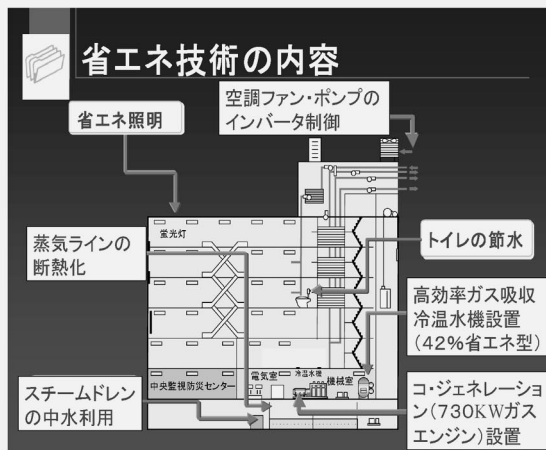 省エネ技術の内容
空調ファン・ポンプの
インバータ制御
省エネ照明
蛍光灯
蒸気ラインの
断熱化
トイレの節水
高効率ガス吸収
冷温水機設置
(42%省エネ型)
電気室
冷温水機
機械室
中央監視防災センター
スチームドレン
の中水利用
コ・ジェネレーショ
ン(730KWガス
エンジン)設置